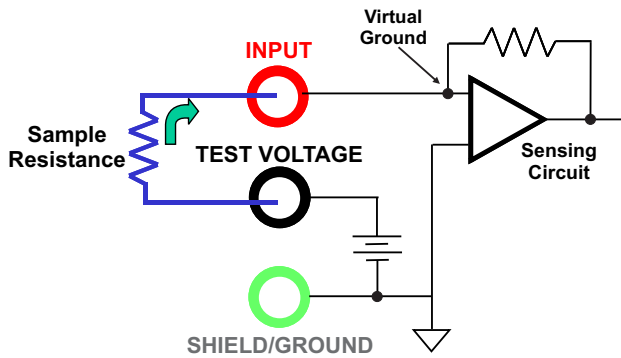 Virtual
Ground
INPUT
Sample
Resistance
TEST VOLTAGE
Sensing
Circuit
SHIELD/GROUND